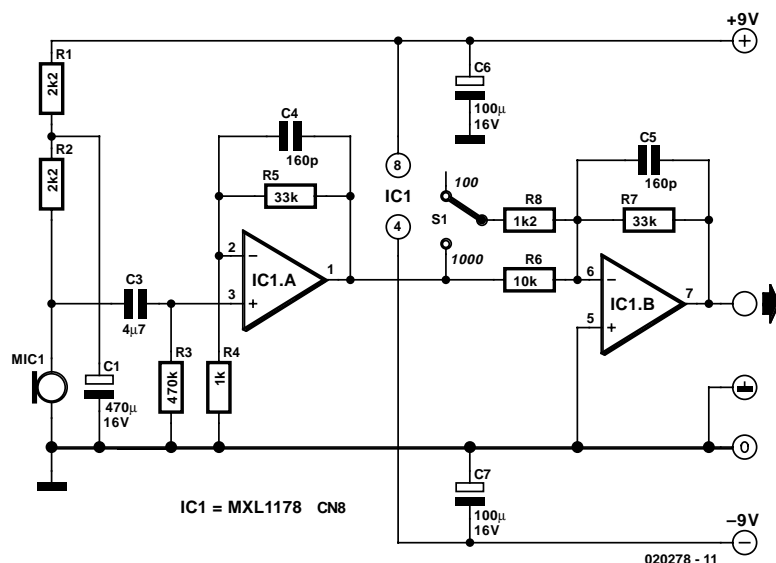 +9V
R1
2k2
C6
100µ
16V
C4
160p
C5
160p
R2
2k2
R5
33k
8
IC1
4
100
S1
1000
R8
1k2
R7
33k
2
IC1.A
1
3
R6
10k
6
IC1.B
7
5
C3
4µ7
MIC1
C1
470µ
16V
R3
470k
R4
1k
0
C7
100µ
16V
IC1 = MXL1178 CN8
–9V
020278 - 11